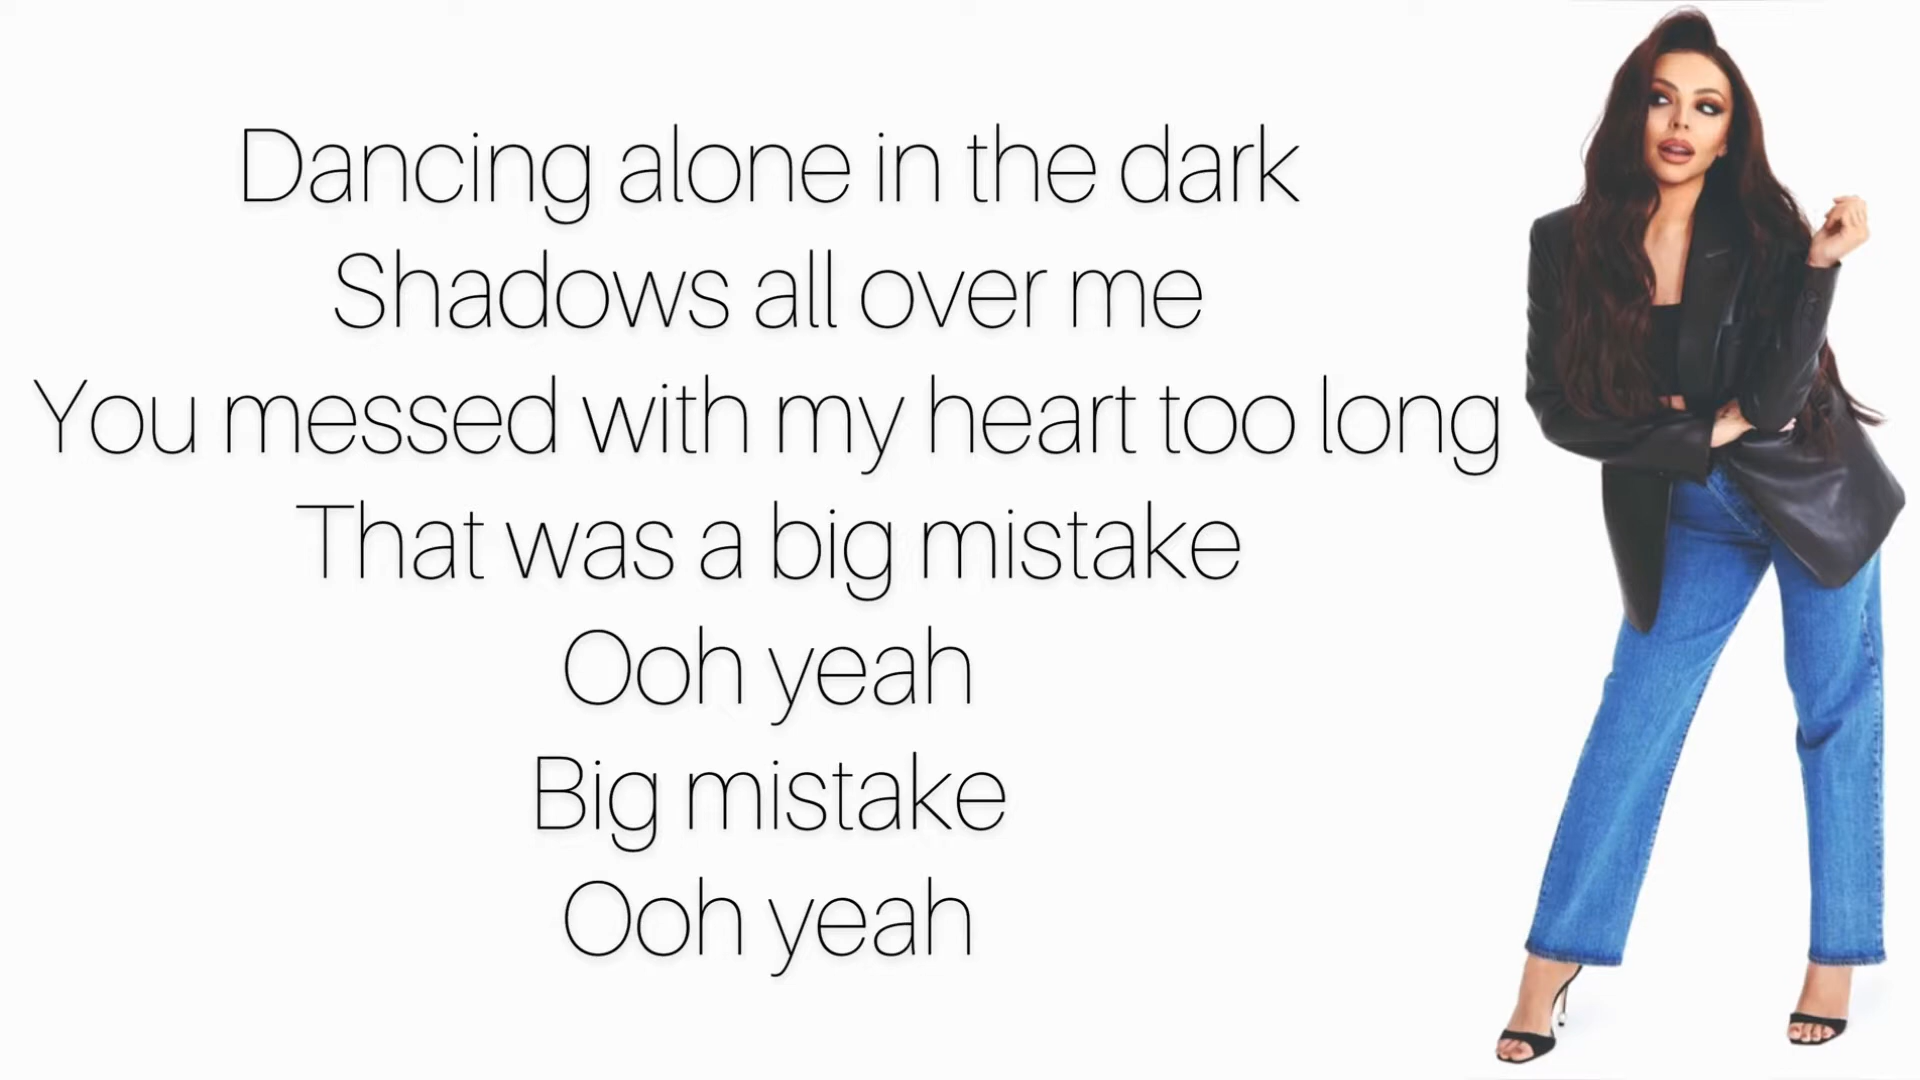 Dancing alone in the dark
Shadows all over me
You messed with my heart too long
That was a big mistake
Ooh yeah
Big mistake
Ooh yeah